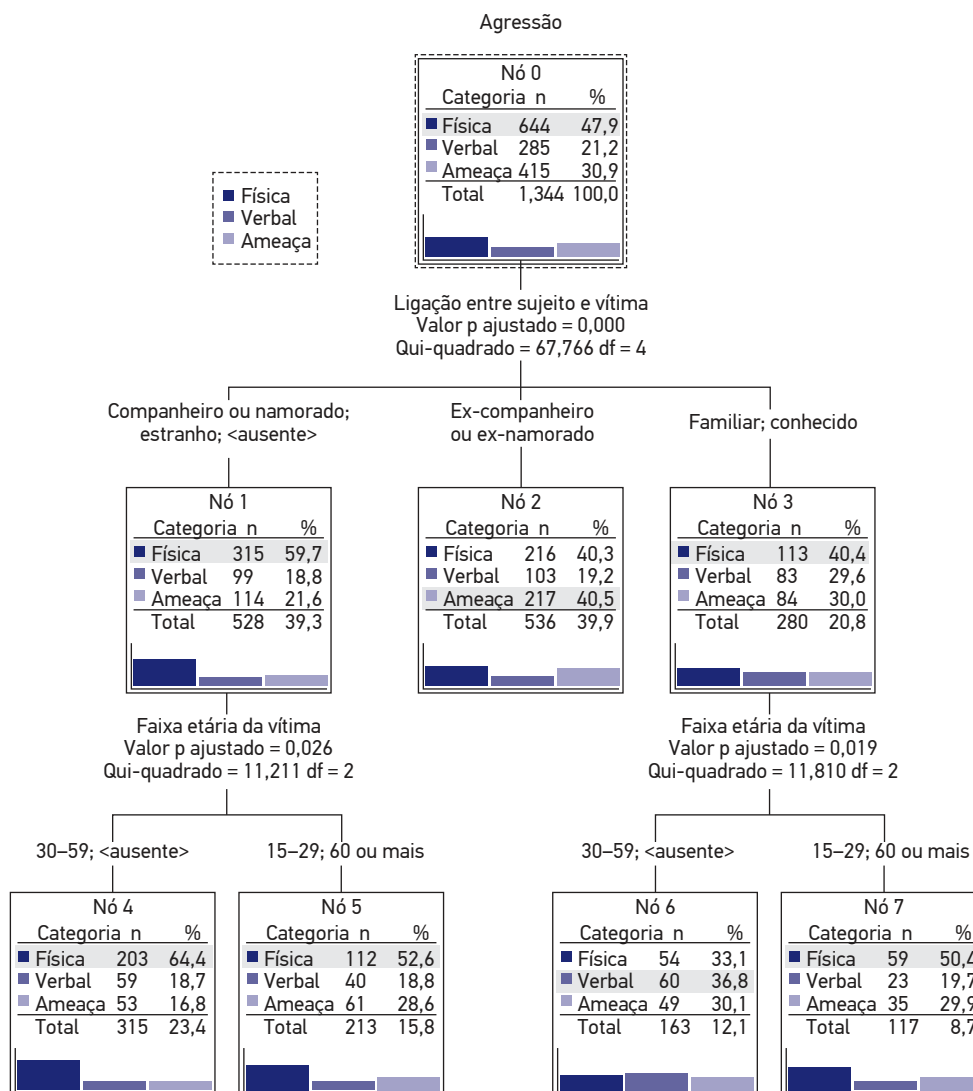 Agressão
Nó 0
Categoria n %
Física 644 47,9
Verbal 285 21,2
Ameaça 415 30,9
Total 1,344 100,0
Física
Verbal
Ameaça
Ligação entre sujeito e vítima
Valor p ajustado = 0,000
Qui-quadrado = 67,766 df = 4
Companheiro ou namorado;
estranho; <ausente>
Ex-companheiro
ou ex-namorado
Familiar; conhecido
Nó 1
Categoria n %
Física 315 59,7
Verbal 99 18,8
Ameaça 114 21,6
Total 528 39,3
Nó 2
Categoria n %
Física 216 40,3
Verbal 103 19,2
Ameaça 217 40,5
Total 536 39,9
Nó 3
Categoria n %
Física 113 40,4
Verbal 83 29,6
Ameaça 84 30,0
Total 280 20,8
Faixa etária da vítima
Valor p ajustado = 0,026
Qui-quadrado = 11,211 df = 2
Faixa etária da vítima
Valor p ajustado = 0,019
Qui-quadrado = 11,810 df = 2
30–59; <ausente>
15–29; 60 ou mais
30–59; <ausente>
15–29; 60 ou mais
Nó 4
Categoria n %
Física 203 64,4
Verbal 59 18,7
Ameaça 53 16,8
Total 315 23,4
Nó 5
Categoria n %
Física 112 52,6
Verbal 40 18,8
Ameaça 61 28,6
Total 213 15,8
Nó 6
Categoria n %
Física 54 33,1
Verbal 60 36,8
Ameaça 49 30,1
Total 163 12,1
Nó 7
Categoria n %
Física 59 50,4
Verbal 23 19,7
Ameaça 35 29,9
Total 117 8,7